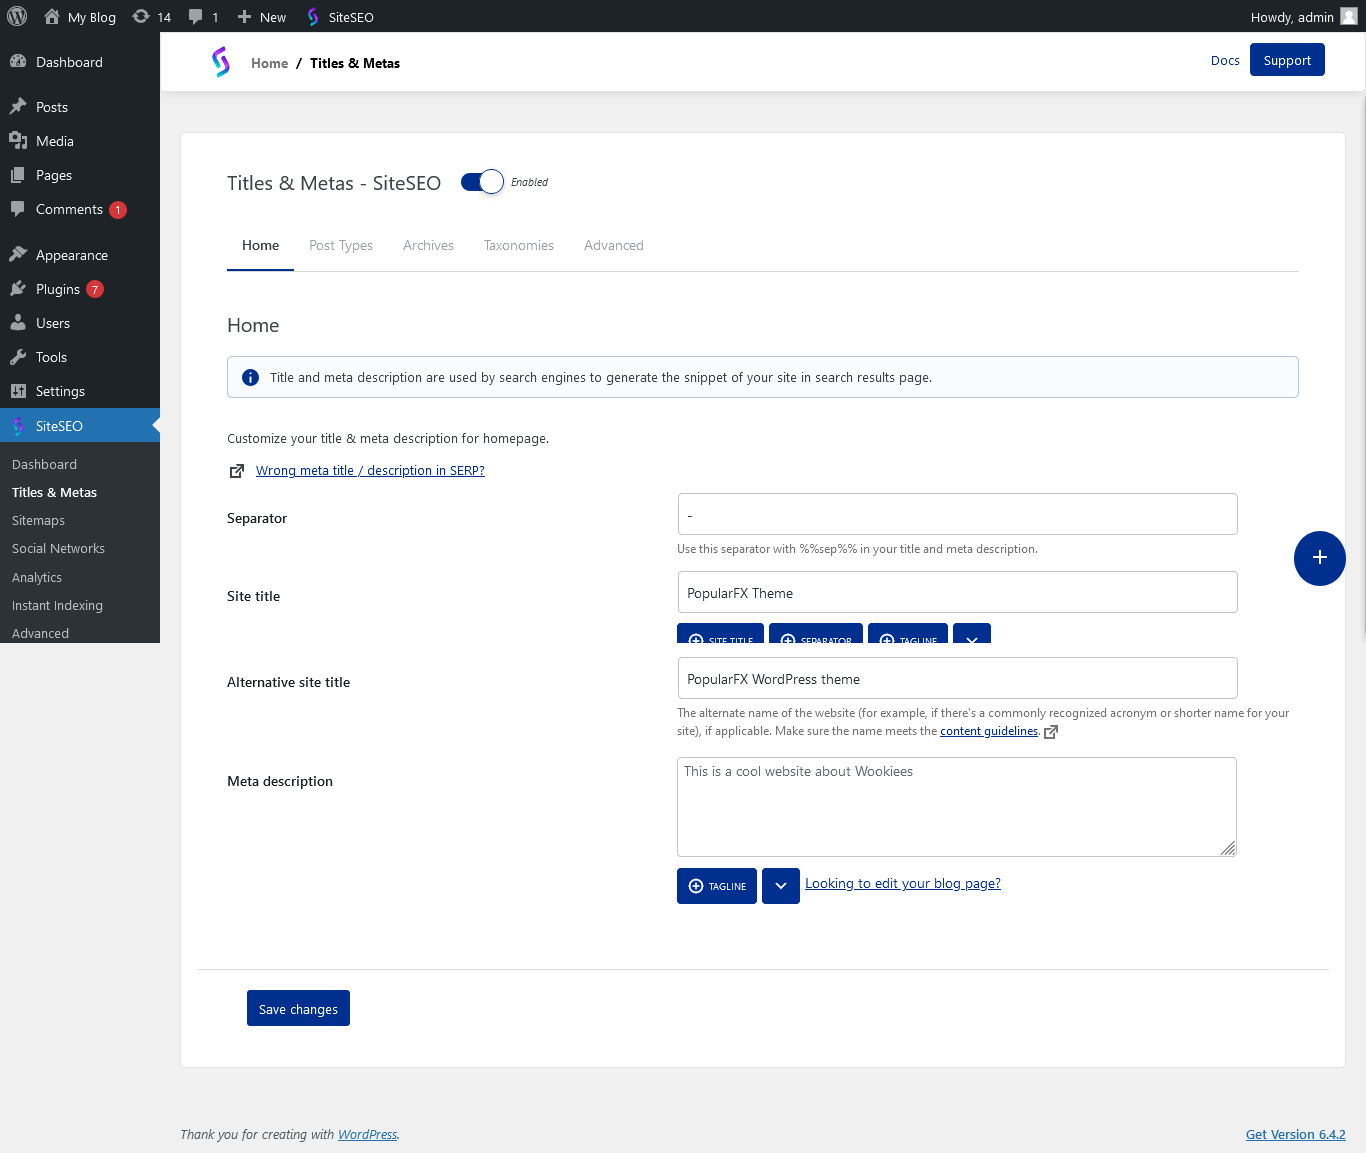 My Blog 14 1 New SiteSEO Howdy, admin
Dashboard
Posts
Media
Pages
Comments 1
Appearance
Plugins 7
Users
Tools
Settings
SiteSEO
Dashboard
Titles & Metas
Sitemaps
Social Networks
Analytics
Instant Indexing
Advanced
Home / Titles & Metas
Docs Support
Titles & Metas - SiteSEO Enabled
Home Post Types Archives Taxonomies Advanced
Home
Title and meta description are used by search engines to generate the snippet of your site in search results page.
Customize your title & meta description for homepage.
Wrong meta title / description in SERP?
Separator
-
Use this separator with %%sep%% in your title and meta description.
Site title
PopularFX Theme
SITE TITLE SEPARATOR TAGLINE
Alternative site title
PopularFX WordPress theme
The alternate name of the website (for example, if there's a commonly recognized acronym or shorter name for your
site), if applicable. Make sure the name meets the content guidelines.
Meta description
This is a cool website about Wookiees
TAGLINE Looking to edit your blog page?
Save changes
Thank you for creating with WordPress.
Get Version 6.4.2